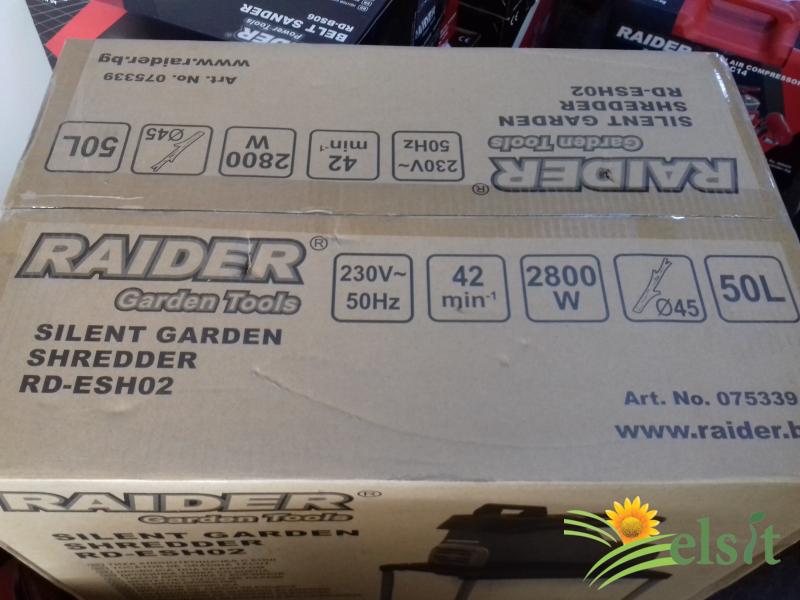 BELT SANDER
RD-BS06
RAIDER
Power Tools
RAIDER
AIR COMPRESSOR
www.raider.bg
Art. No. 075339
50L
Ø45
2800
W
42
min-1
230V~
50Hz
RAIDER®
Garden Tools
SILENT GARDEN
SHREDDER
RD-ESH02
RAIDER®
Garden Tools
230V~
50Hz
42
min-1
2800
W
Ø45
50L
SILENT GARDEN
SHREDDER
RD-ESH02
Art. No. 075339
www.raider.b
RAIDER®
Garden Tools
SILENT GARDEN
SHREDDER
RD-ESH02
elsit